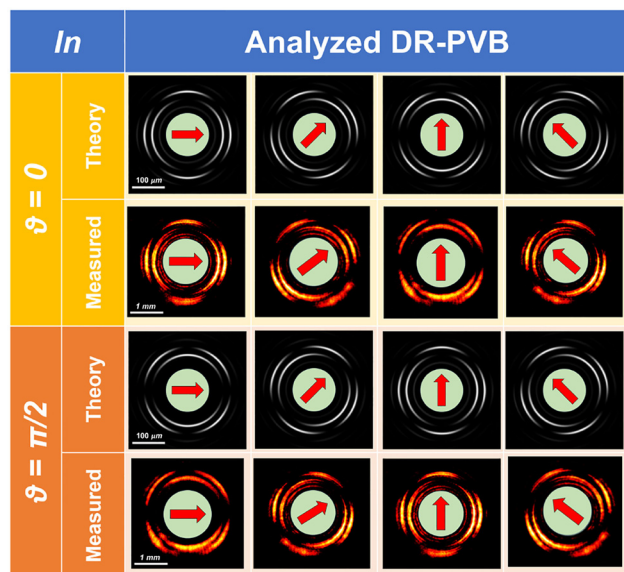 In
Analyzed DR-PVB
ϑ = 0
Theory
100 µm
Measured
1 mm
ϑ = π/2
Theory
100 µm
Measured
1 mm